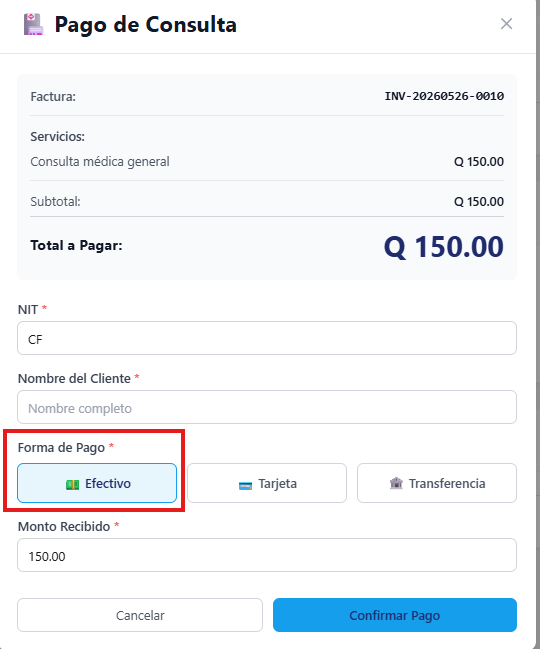 Pago de Consulta
Factura: INV-20260526-0010
Servicios:
Consulta médica general Q 150.00
Subtotal: Q 150.00
Total a Pagar: Q 150.00
NIT *
CF
Nombre del Cliente *
Nombre completo
Forma de Pago *
Efectivo Tarjeta Transferencia
Monto Recibido *
150.00
Cancelar Confirmar Pago